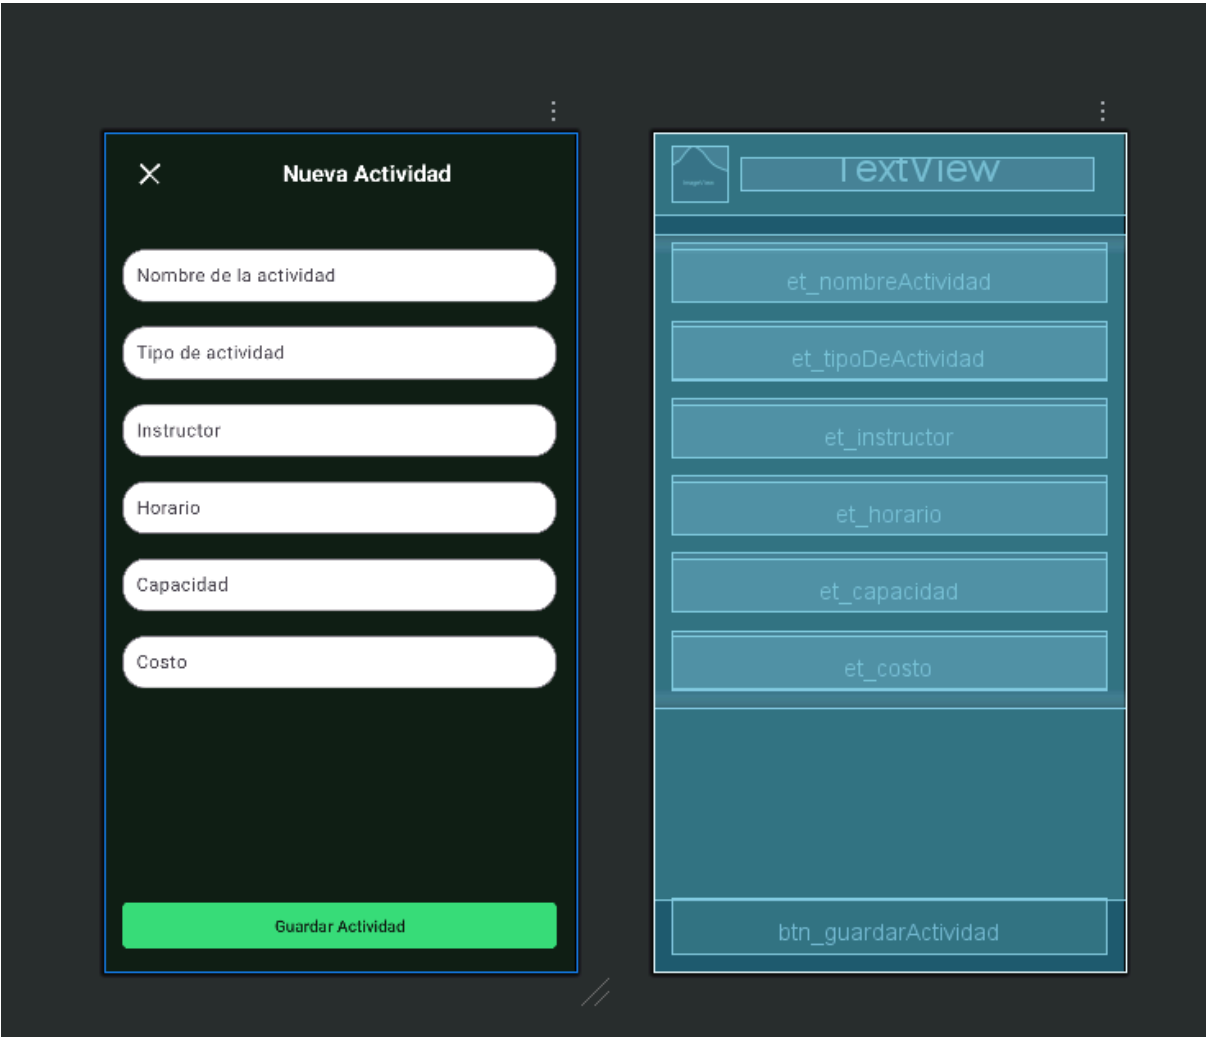 Nueva Actividad
Nombre de la actividad
Tipo de actividad
Instructor
Horario
Capacidad
Costo
Guardar Actividad
TextView
ImageView
et_nombreActividad
et_tipoDeActividad
et_instructor
et_horario
et_capacidad
et_costo
btn_guardarActividad